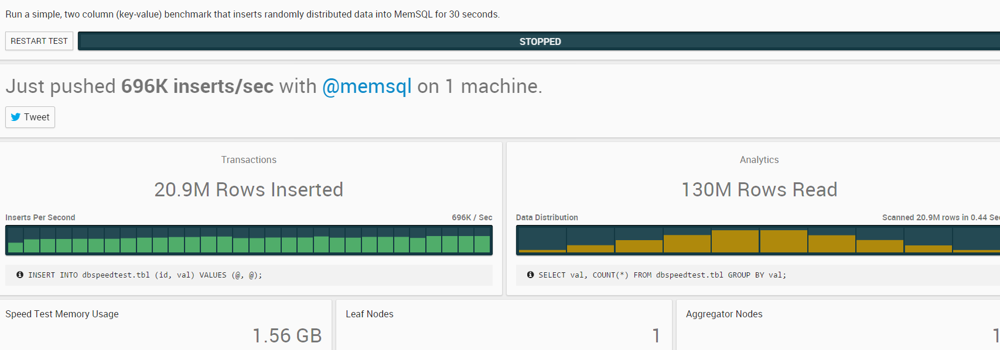 Run a simple, two column (key-value) benchmark that inserts randomly distributed data into MemSQL for 30 seconds.
RESTART TEST
STOPPED
Just pushed 696K inserts/sec with @memsql on 1 machine.
Tweet
Transactions
20.9M Rows Inserted
Inserts Per Second
696K / Sec
INSERT INTO dbspeedtest.tbl (id, val) VALUES (@, @);
Analytics
130M Rows Read
Data Distribution
Scanned 20.9M rows in 0.44 Sec
SELECT val, COUNT(*) FROM dbspeedtest.tbl GROUP BY val;
Speed Test Memory Usage
1.56 GB
Leaf Nodes
1
Aggregator Nodes
1